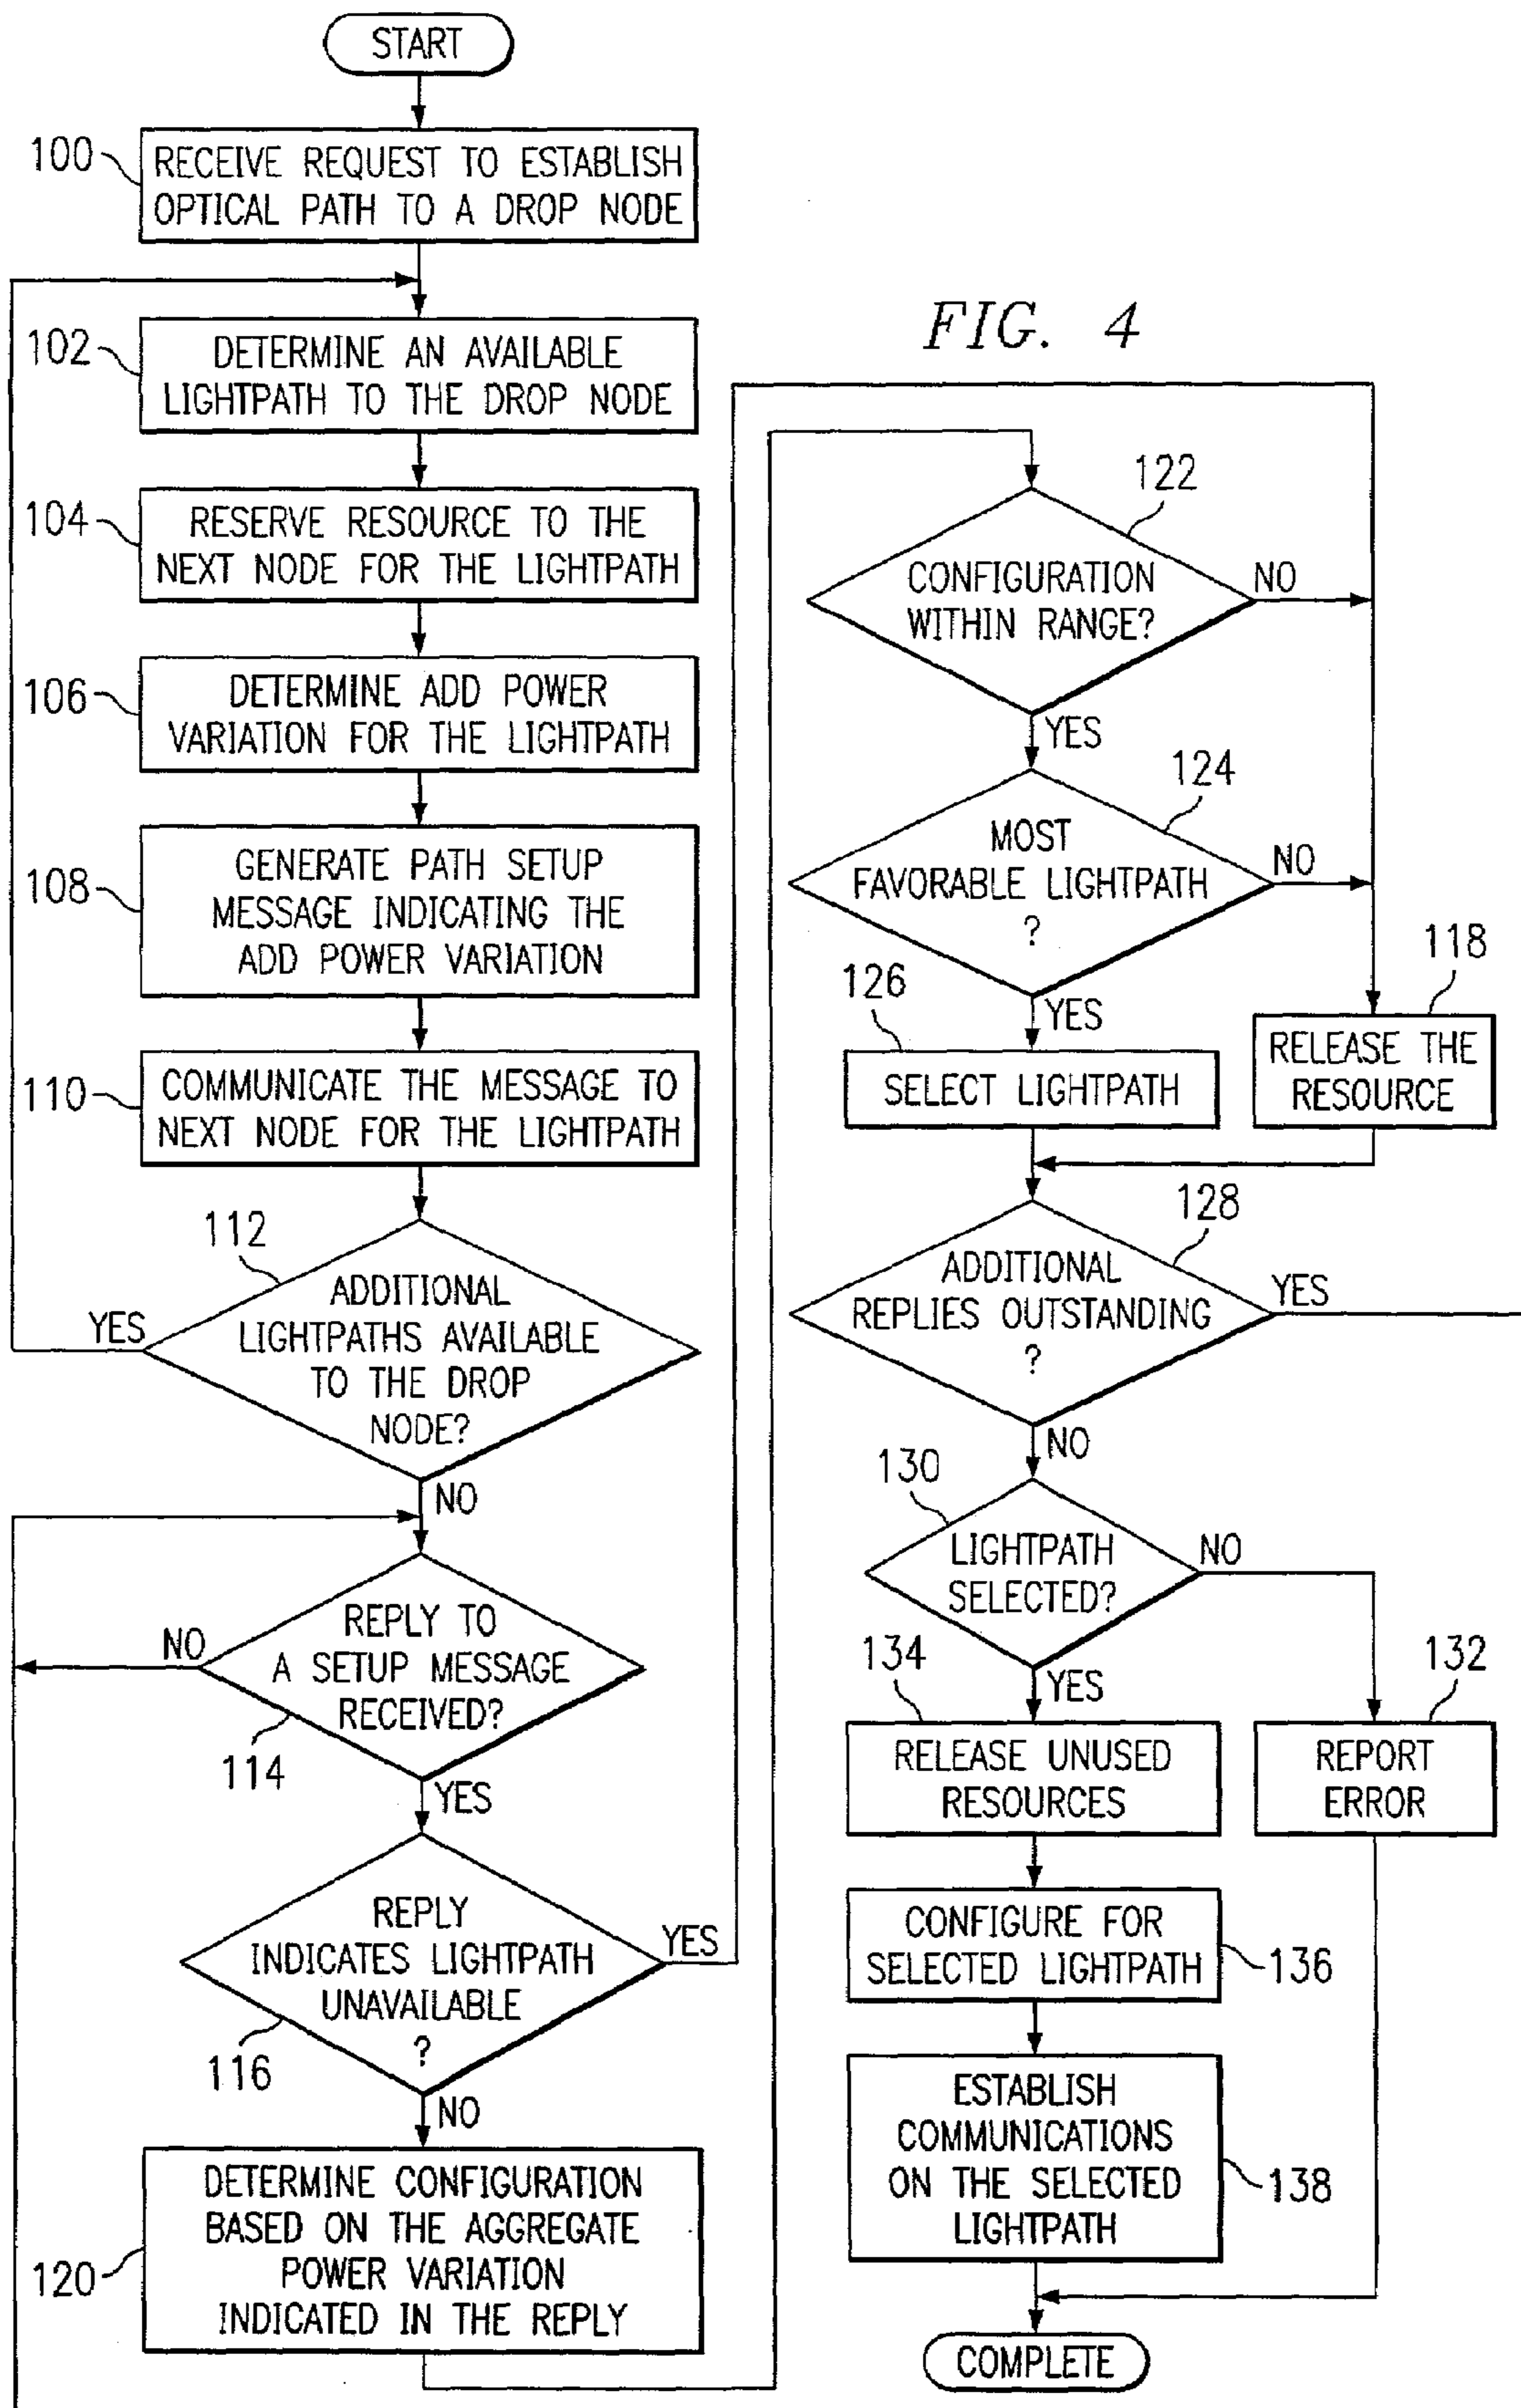 START
100
RECEIVE REQUEST TO ESTABLISH
OPTICAL PATH TO A DROP NODE
102
DETERMINE AN AVAILABLE
LIGHTPATH TO THE DROP NODE
104
RESERVE RESOURCE TO THE
NEXT NODE FOR THE LIGHTPATH
106
DETERMINE ADD POWER
VARIATION FOR THE LIGHTPATH
108
GENERATE PATH SETUP
MESSAGE INDICATING THE
ADD POWER VARIATION
110
COMMUNICATE THE MESSAGE TO
NEXT NODE FOR THE LIGHTPATH
112
YES
ADDITIONAL
LIGHTPATHS AVAILABLE
TO THE DROP
NODE?
NO
NO
REPLY TO
A SETUP MESSAGE
RECEIVED?
114
YES
REPLY
INDICATES LIGHTPATH
UNAVAILABLE
?
YES
116
NO
120
DETERMINE CONFIGURATION
BASED ON THE AGGREGATE
POWER VARIATION
INDICATED IN THE REPLY
FIG. 4
122
CONFIGURATION
WITHIN RANGE?
NO
YES
124
MOST
FAVORABLE LIGHTPATH
?
NO
YES
126
SELECT LIGHTPATH
118
RELEASE THE
RESOURCE
128
ADDITIONAL
REPLIES OUTSTANDING
?
YES
NO
130
LIGHTPATH
SELECTED?
NO
YES
134
RELEASE UNUSED
RESOURCES
132
REPORT
ERROR
CONFIGURE FOR
SELECTED LIGHTPATH
136
ESTABLISH
COMMUNICATIONS
ON THE SELECTED
LIGHTPATH
138
COMPLETE